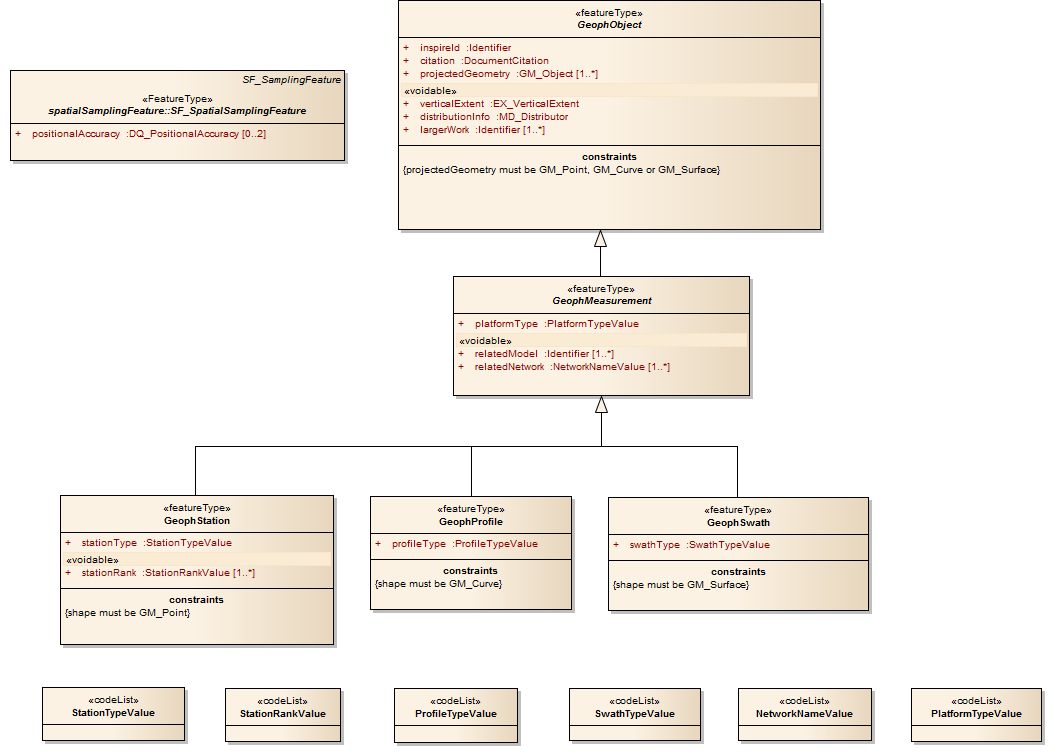 SF_SamplingFeature
«FeatureType»
spatialSamplingFeature::SF_SpatialSamplingFeature
+ positionalAccuracy :DQ_PositionalAccuracy [0..2]
«featureType»
GeophObject
+ inspireId :Identifier
+ citation :DocumentCitation
+ projectedGeometry :GM_Object [1..*]
«voidable»
+ verticalExtent :EX_VerticalExtent
+ distributionInfo :MD_Distributor
+ largerWork :Identifier [1..*]
constraints
{projectedGeometry must be GM_Point, GM_Curve or GM_Surface}
«featureType»
GeophMeasurement
+ platformType :PlatformTypeValue
«voidable»
+ relatedModel :Identifier [1..*]
+ relatedNetwork :NetworkNameValue [1..*]
«featureType»
GeophStation
+ stationType :StationTypeValue
«voidable»
+ stationRank :StationRankValue [1..*]
constraints
{shape must be GM_Point}
«featureType»
GeophProfile
+ profileType :ProfileTypeValue
constraints
{shape must be GM_Curve}
«featureType»
GeophSwath
+ swathType :SwathTypeValue
constraints
{shape must be GM_Surface}
«codeList»
StationTypeValue
«codeList»
StationRankValue
«codeList»
ProfileTypeValue
«codeList»
SwathTypeValue
«codeList»
NetworkNameValue
«codeList»
PlatformTypeValue